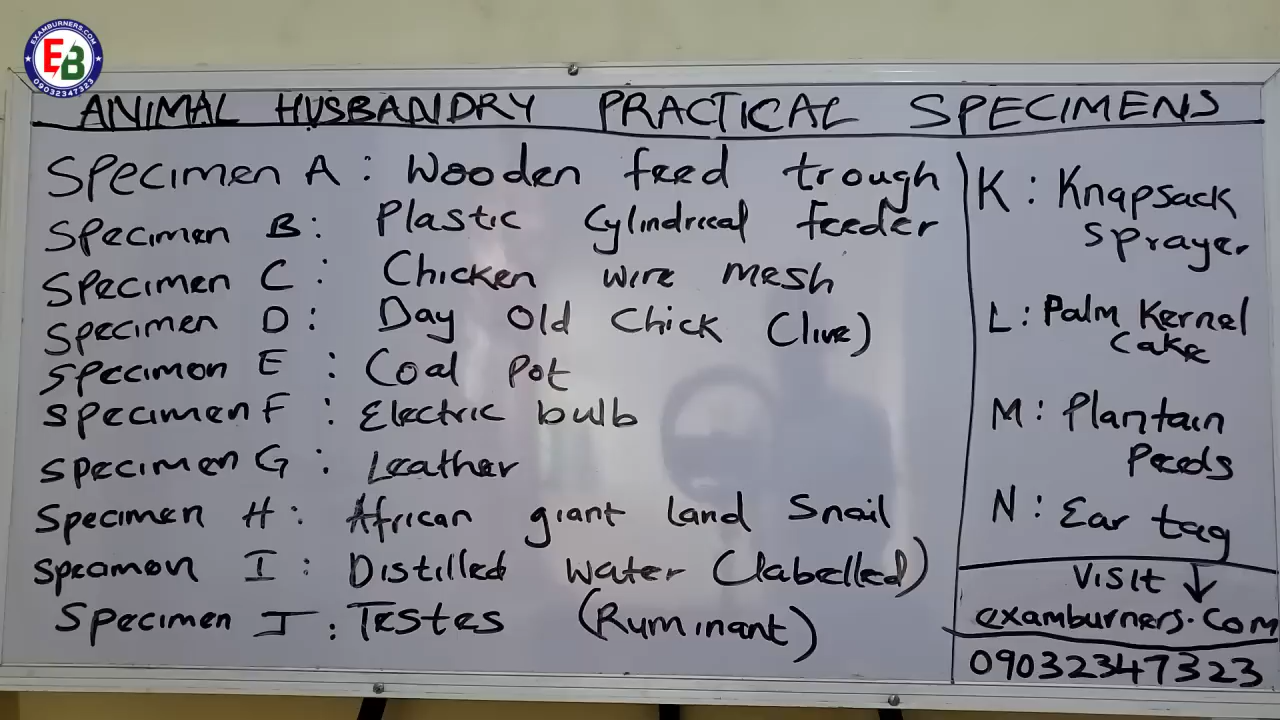 EXAMBURNERS.COM
EB
09032347323
ANIMAL HUSBANDRY PRACTICAL SPECIMENS
Specimen A : Wooden feed trough
Specimen B : Plastic Cylindrical feeder
Specimen C : Chicken wire mesh
Specimen D : Day Old Chick (live)
Specimen E : Coal Pot
Specimen F : Electric bulb
Specimen G : Leather
Specimen H : African giant land Snail
Specimen I : Distilled water (labelled)
Specimen J : Testes (Ruminant)
K : Knapsack
Sprayer
L : Palm Kernel
Cake
M : Plantain
Peeds
N : Ear tag
Visit ↓
examburners.com
09032347323